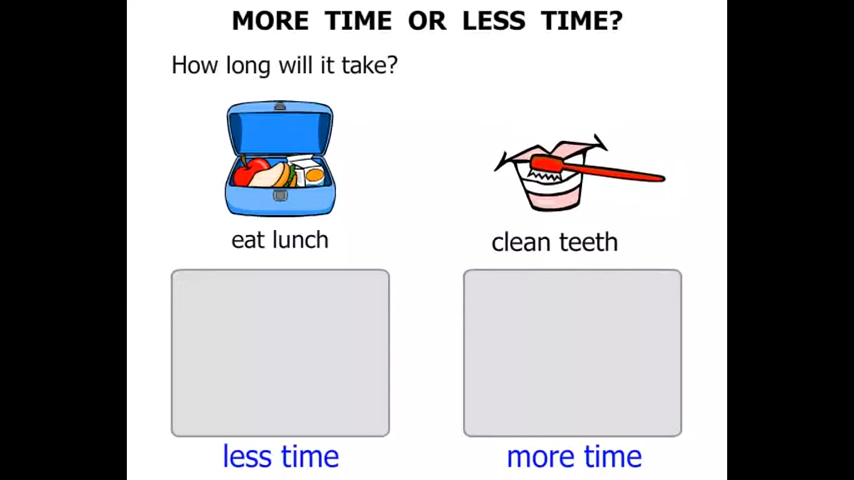 MORE TIME OR LESS TIME?
How long will it take?
eat lunch
clean teeth
less time
more time